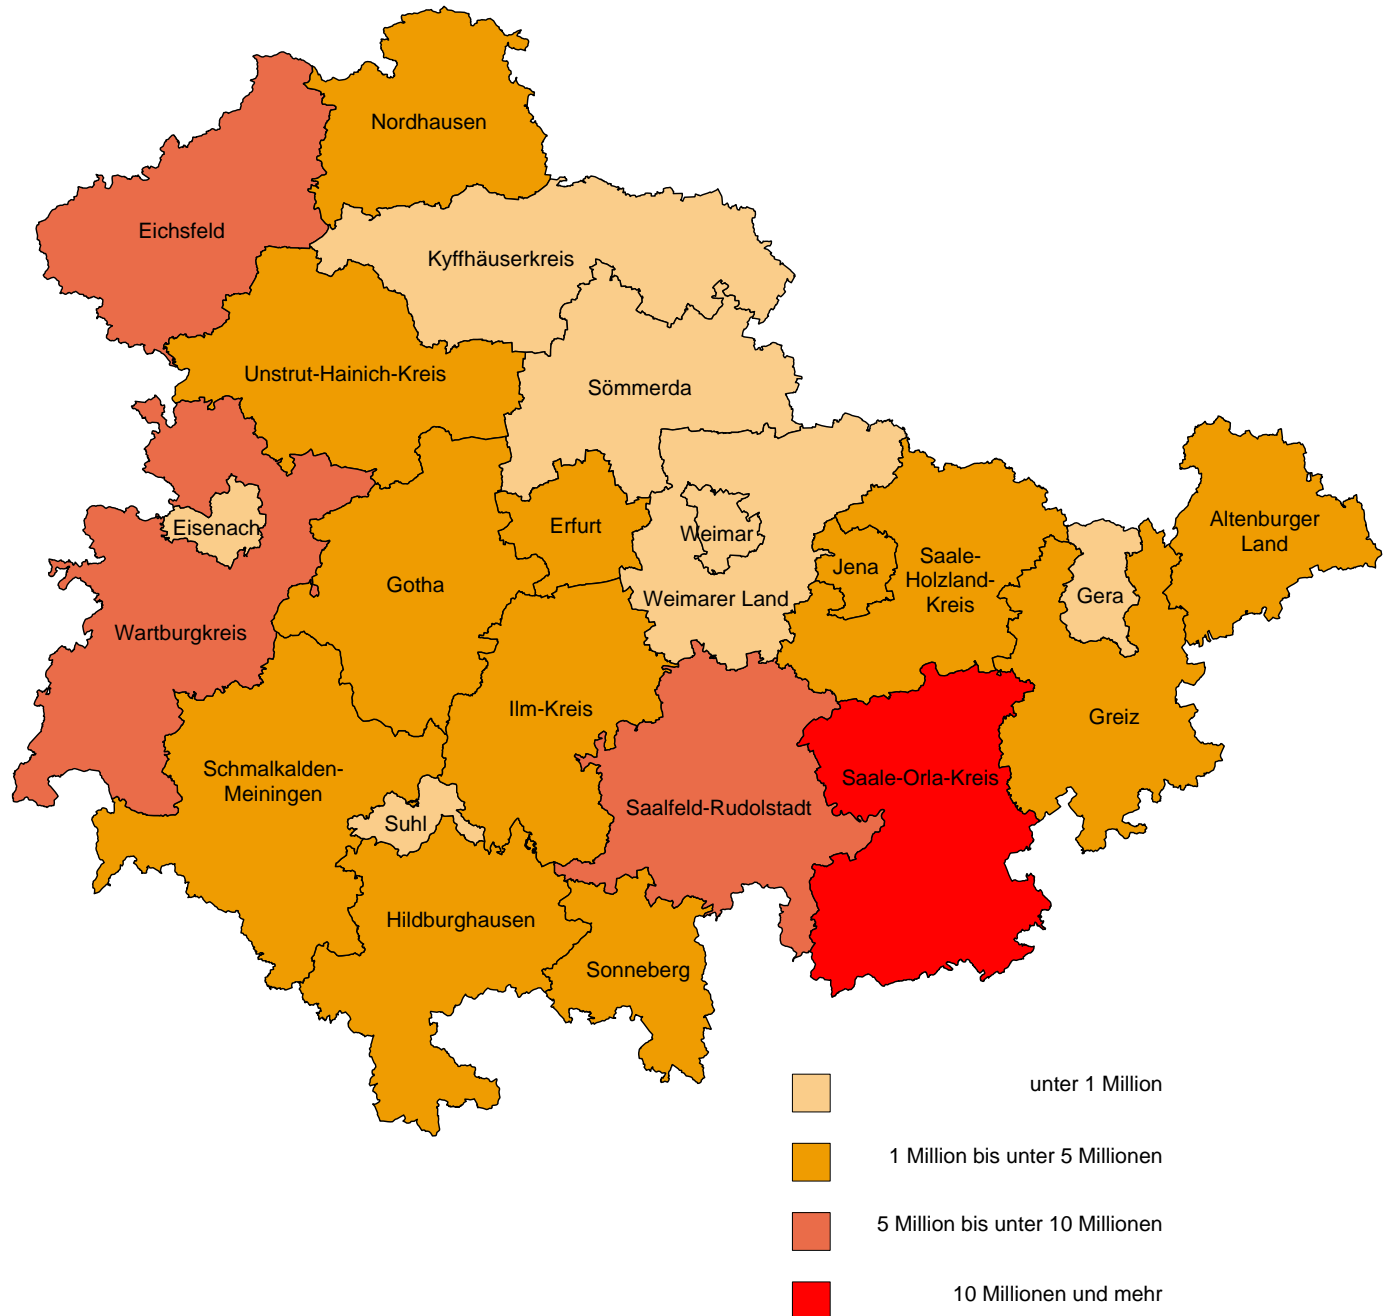 Nordhausen
Eichsfeld
Kyffhäuserkreis
Unstrut-Hainich-Kreis
Sömmerda
Eisenach
Erfurt
Weimar
Altenburger
Land
Gotha
Jena
Saale-
Holzland-
Kreis
Gera
Weimarer Land
Wartburgkreis
Ilm-Kreis
Greiz
Schmalkalden-
Meiningen
Saale-Orla-Kreis
Saalfeld-Rudolstadt
Suhl
Hildburghausen
Sonneberg
unter 1 Million
1 Million bis unter 5 Millionen
5 Million bis unter 10 Millionen
10 Millionen und mehr